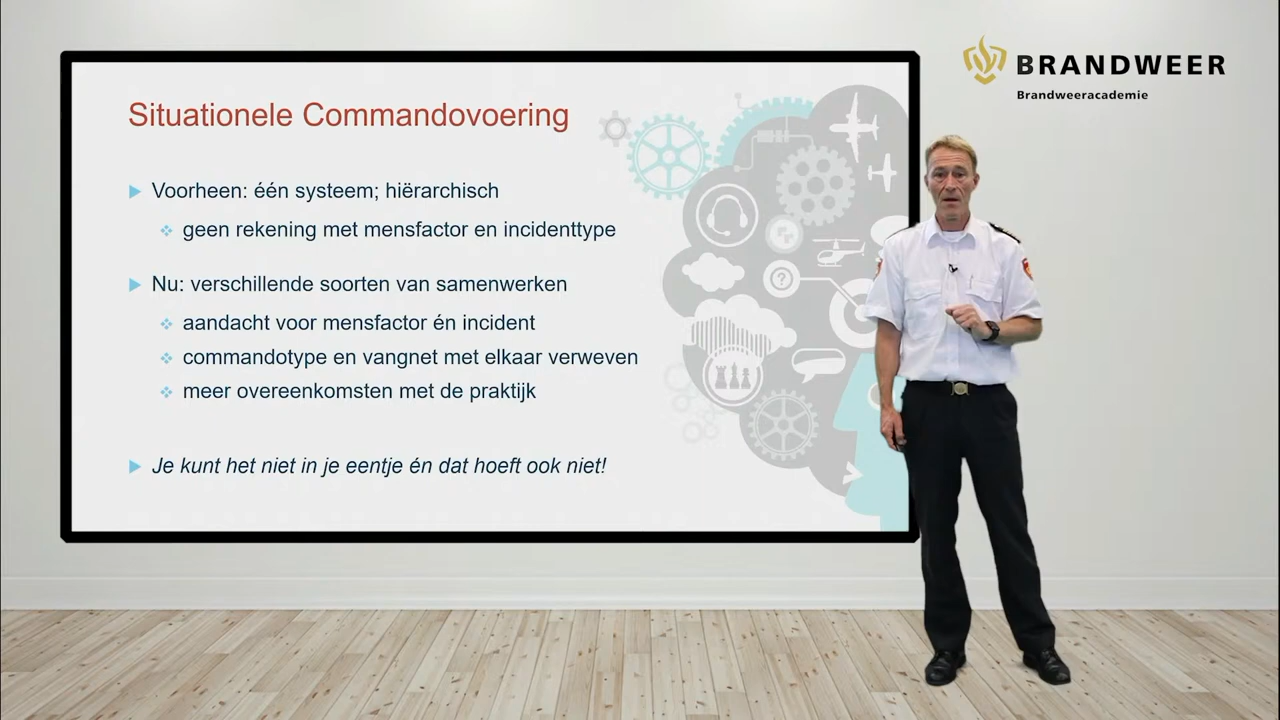 BRANDWEER
Brandweeracademie
Situationele Commandovoering
Voorheen: één systeem; hiërarchisch
geen rekening met mensfactor en incidenttype
Nu: verschillende soorten van samenwerken
aandacht voor mensfactor én incident
commandotype en vangnet met elkaar verweven
meer overeenkomsten met de praktijk
Je kunt het niet in je eentje én dat hoeft ook niet!
?